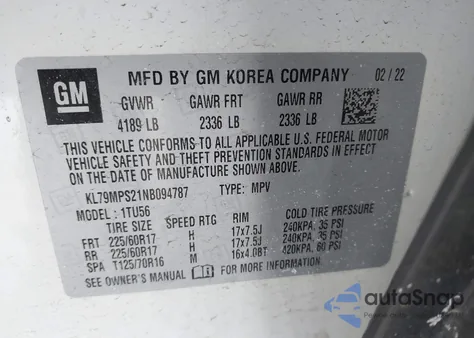 GM
MFD BY GM KOREA COMPANY 02/22
GVWR GAWR FRT GAWR RR
4189 LB 2336 LB 2336 LB
THIS VEHICLE CONFORMS TO ALL APPLICABLE U.S. FEDERAL MOTOR
VEHICLE SAFETY AND THEFT PREVENTION STANDARDS IN EFFECT
ON THE DATE OF MANUFACTURE SHOWN ABOVE.
KL79MPS21NB094787 TYPE: MPV
MODEL: 1TU56
TIRE SIZE SPEED RTG RIM COLD TIRE PRESSURE
FRT 225/60R17 H 17x7.5J 240KPA, 35 PSI
RR 225/60R17 H 17x7.5J 240KPA, 35 PSI
SPA T125/70R16 M 16x4.0BT 420KPA, 60 PSI
SEE OWNER'S MANUAL FOR MORE INFORMATION.
autoSnap